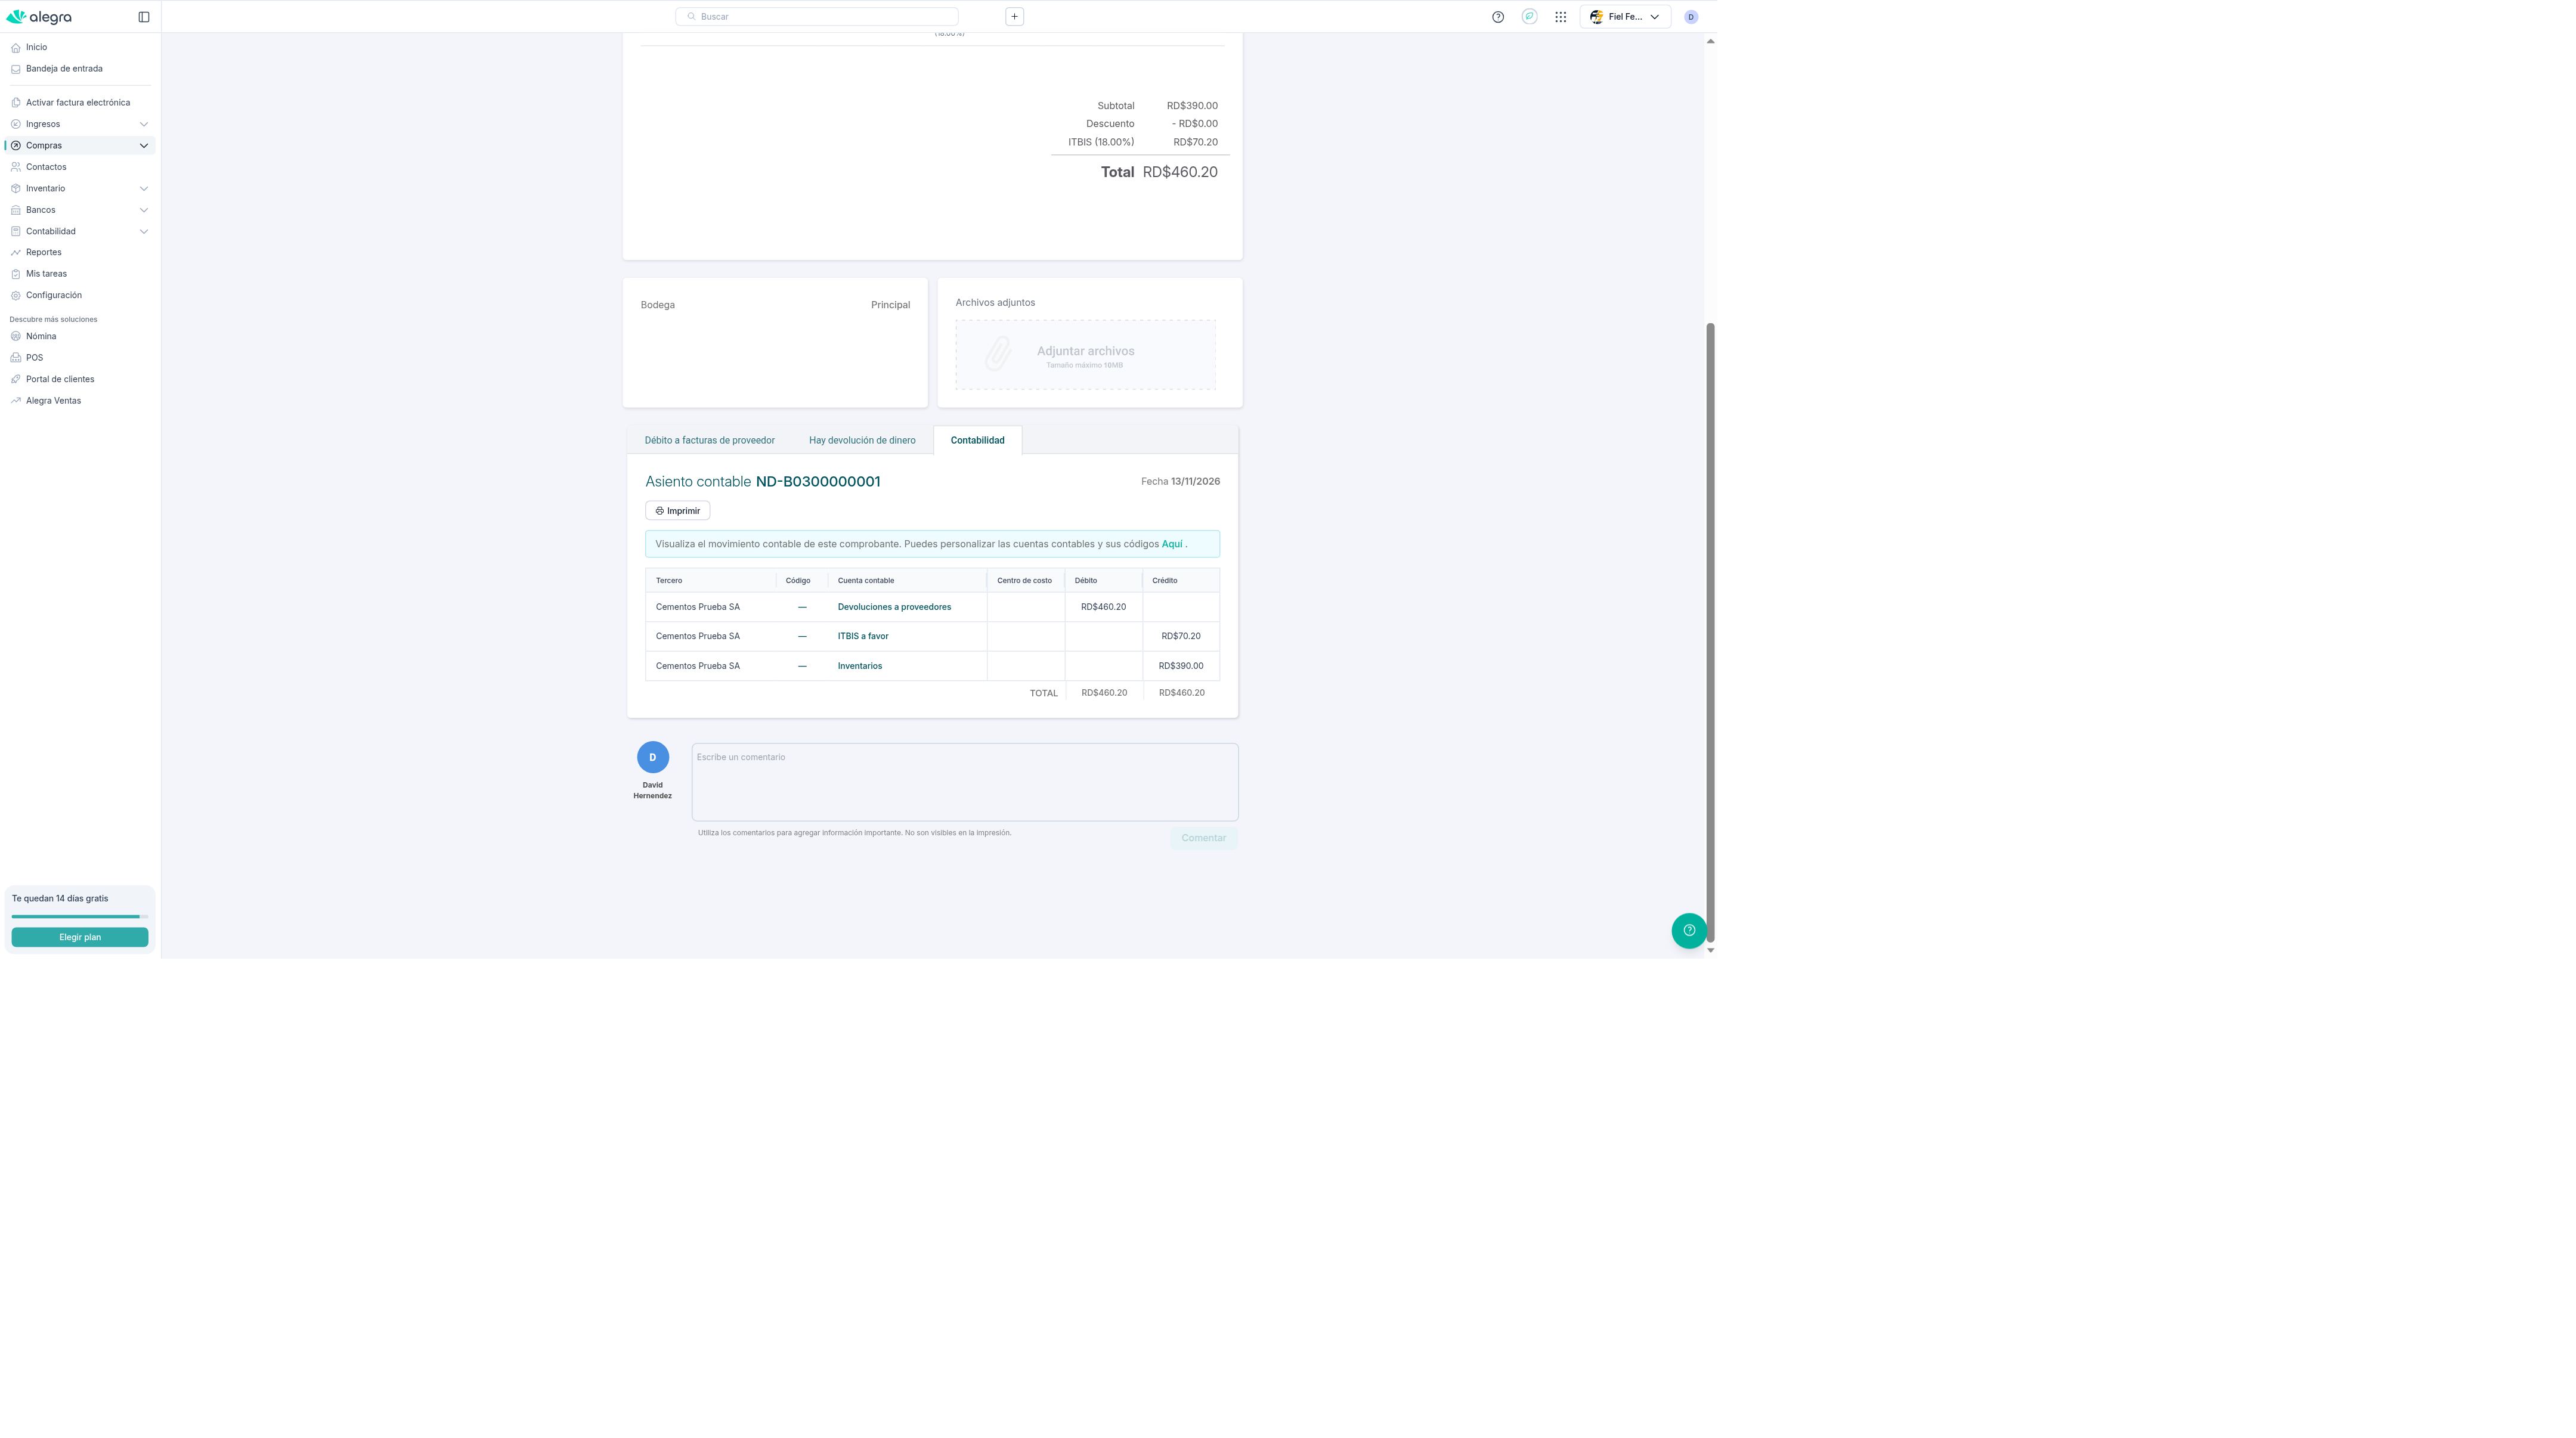 alegra
Buscar
Fiel Fe...
D
Inicio
Bandeja de entrada
Activar factura electrónica
Ingresos
Compras
Contactos
Inventario
Bancos
Contabilidad
Reportes
Mis tareas
Configuración
Descubre más soluciones
Nómina
POS
Portal de clientes
Alegra Ventas
Te quedan 14 días gratis
Elegir plan
(18.00%)
Subtotal RD$390.00
Descuento - RD$0.00
ITBIS (18.00%) RD$70.20
Total RD$460.20
Bodega Principal
Archivos adjuntos
Adjuntar archivos
Tamaño máximo 10MB
Débito a facturas de proveedor Hay devolución de dinero Contabilidad
Asiento contable ND-B0300000001 Fecha 13/11/2026
Imprimir
Visualiza el movimiento contable de este comprobante. Puedes personalizar las cuentas contables y sus códigos Aquí .
Tercero Código Cuenta contable Centro de costo Débito Crédito
Cementos Prueba SA — Devoluciones a proveedores RD$460.20
Cementos Prueba SA — ITBIS a favor RD$70.20
Cementos Prueba SA — Inventarios RD$390.00
TOTAL RD$460.20 RD$460.20
D
David
Hernendez
Escribe un comentario
Utiliza los comentarios para agregar información importante. No son visibles en la impresión.
Comentar